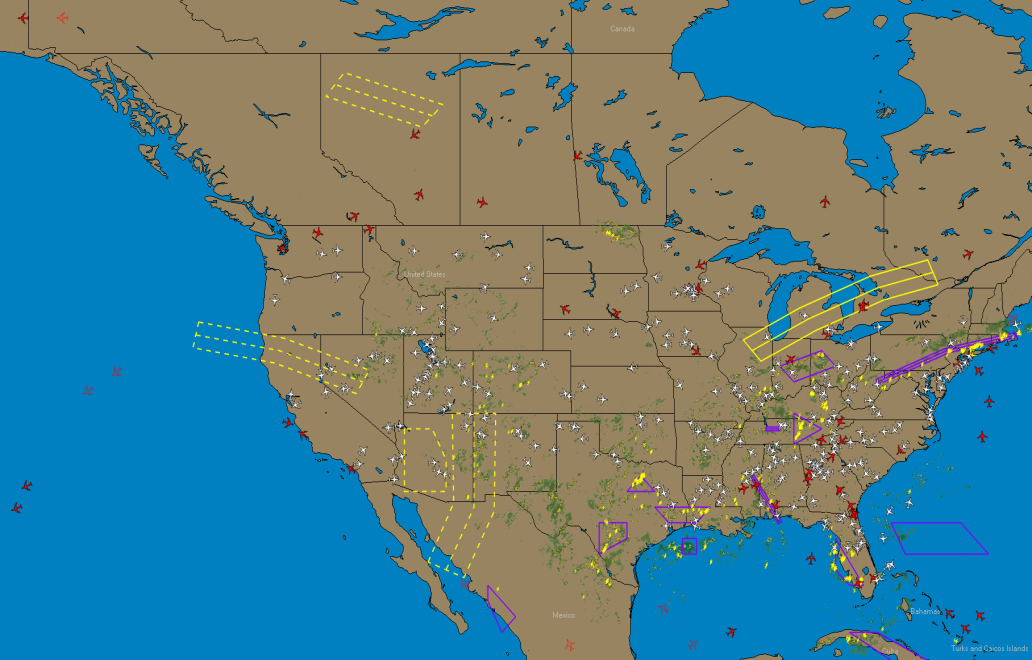 Canada
United States
Mexico
Bahamas
Cuba
Turks and Caicos Islands